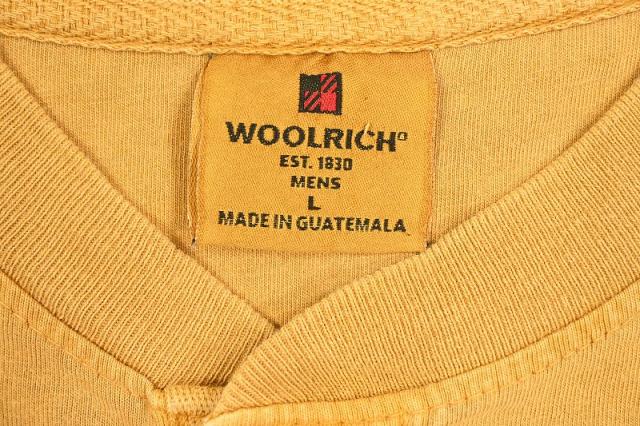 WOOLRICH®
EST. 1830
MENS
L
MADE IN GUATEMALA